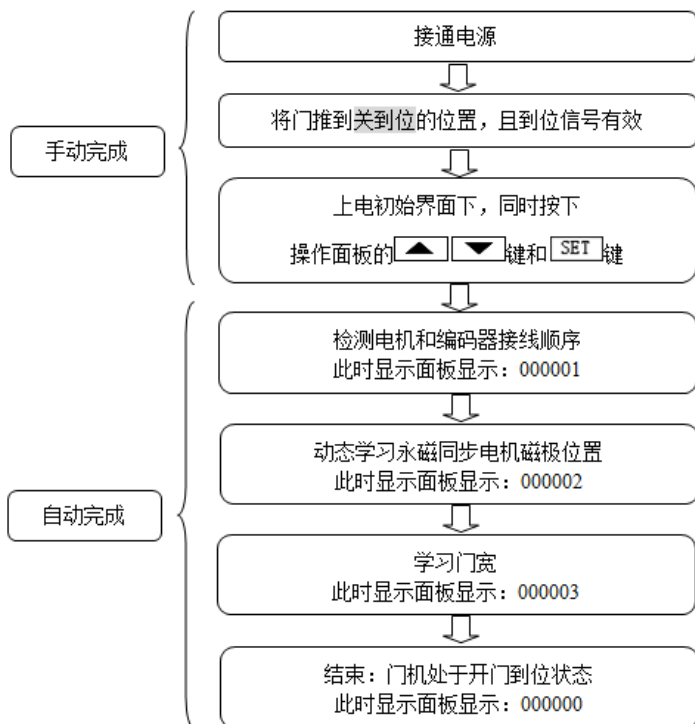 接通电源
将门推到关到位的位置，且到位信号有效
手动完成
上电初始界面下，同时按下
操作面板的▲ ▼键和 SET 键
检测电机和编码器接线顺序
此时显示面板显示：000001
动态学习永磁同步电机磁极位置
此时显示面板显示：000002
自动完成
学习门宽
此时显示面板显示：000003
结束：门机处于开门到位状态
此时显示面板显示：000000